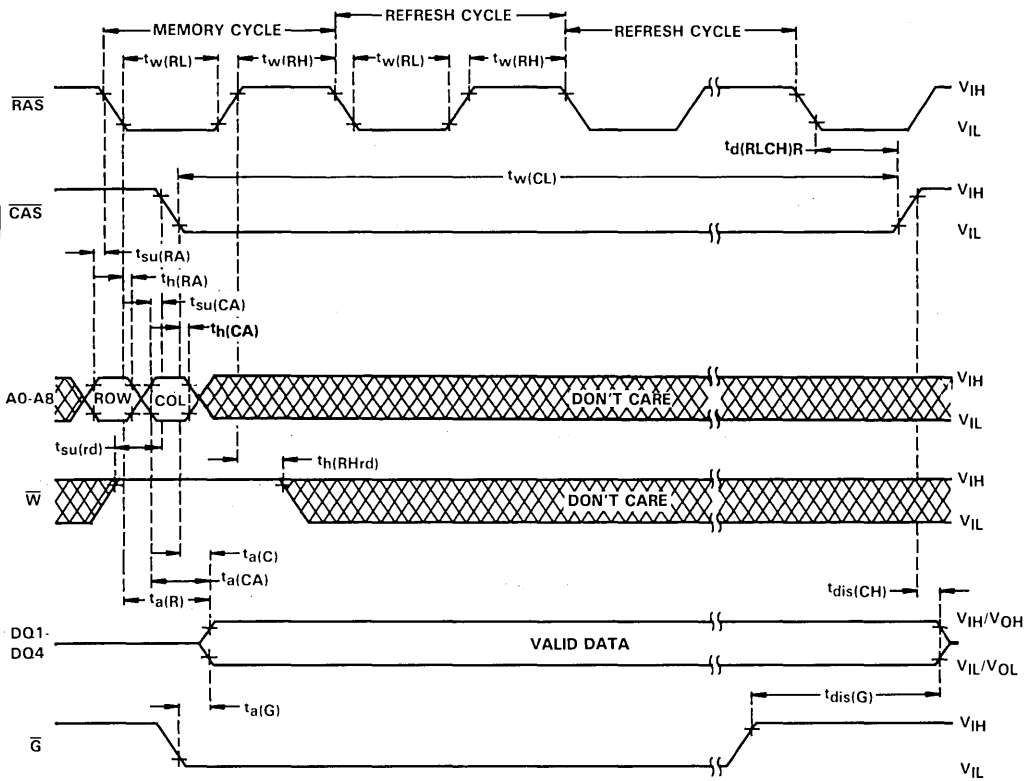 REFRESH CYCLE
MEMORY CYCLE
REFRESH CYCLE
tw(RL)
tw(RH)
tw(RL)
tw(RH)
RAS
VIH
VIL
td(RLCH)R
tw(CL)
CAS
VIH
VIL
tsu(RA)
th(RA)
tsu(CA)
th(CA)
A0-A8
ROW
COL
DON'T CARE
VIH
VIL
tsu(rd)
th(RHrd)
W
DON'T CARE
VIH
VIL
ta(C)
ta(CA)
ta(R)
tdis(CH)
DQ1-
DQ4
VALID DATA
VIH/VOH
VIL/VOL
ta(G)
tdis(G)
G
VIH
VIL